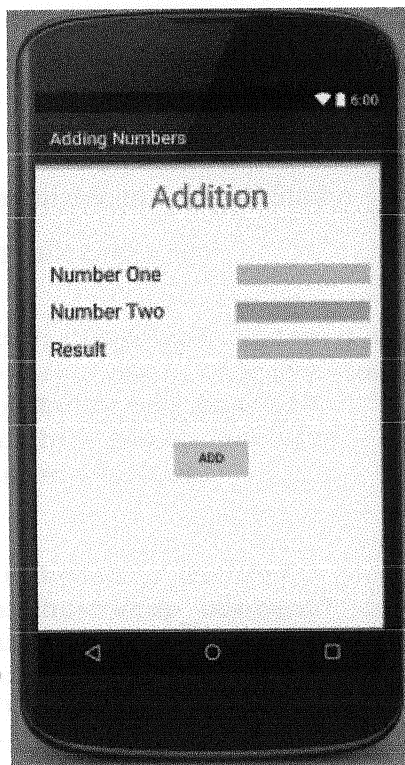 6:00
Adding Numbers
Addition
Number One
Number Two
Result
ADD